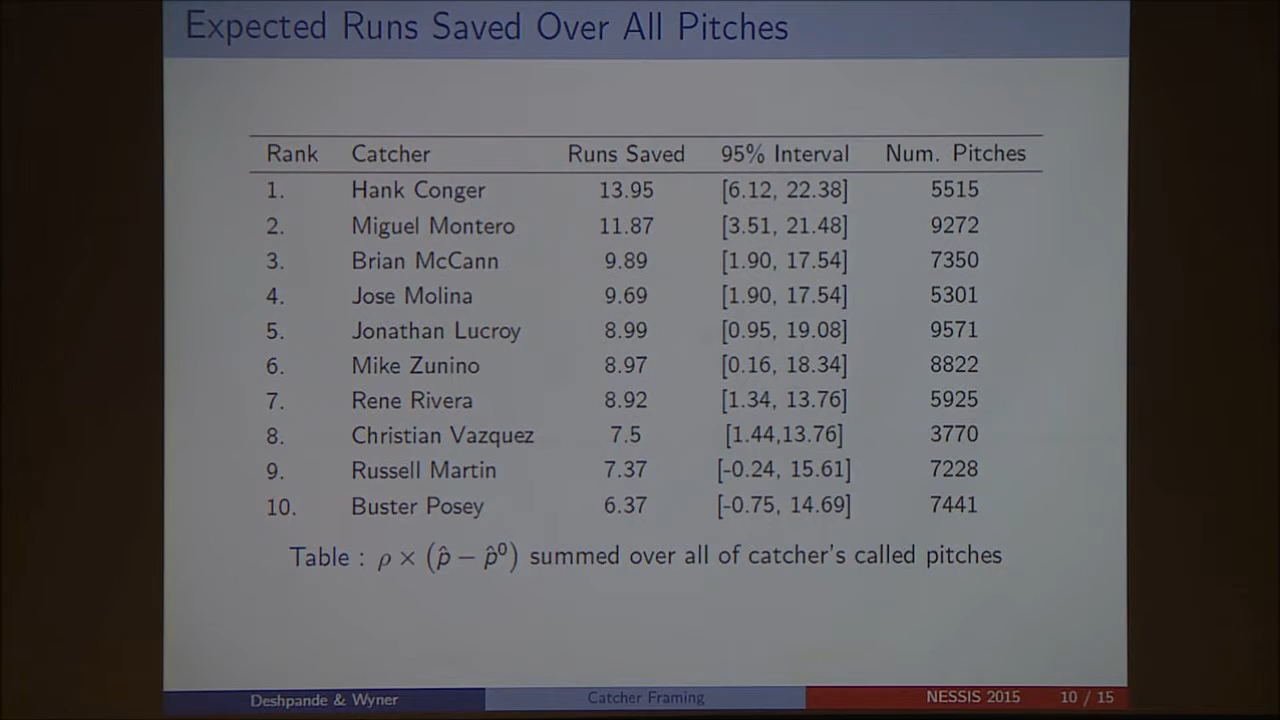 Expected Runs Saved Over All Pitches
Rank Catcher Runs Saved 95% Interval Num. Pitches
1. Hank Conger 13.95 [6.12, 22.38] 5515
2. Miguel Montero 11.87 [3.51, 21.48] 9272
3. Brian McCann 9.89 [1.90, 17.54] 7350
4. Jose Molina 9.69 [1.90, 17.54] 5301
5. Jonathan Lucroy 8.99 [0.95, 19.08] 9571
6. Mike Zunino 8.97 [0.16, 18.34] 8822
7. Rene Rivera 8.92 [1.34, 13.76] 5925
8. Christian Vazquez 7.5 [1.44,13.76] 3770
9. Russell Martin 7.37 [-0.24, 15.61] 7228
10. Buster Posey 6.37 [-0.75, 14.69] 7441
Table : ρ × (p̂ − p̂⁰) summed over all of catcher's called pitches
Deshpande & Wyner Catcher Framing NESSIS 2015 10 / 15